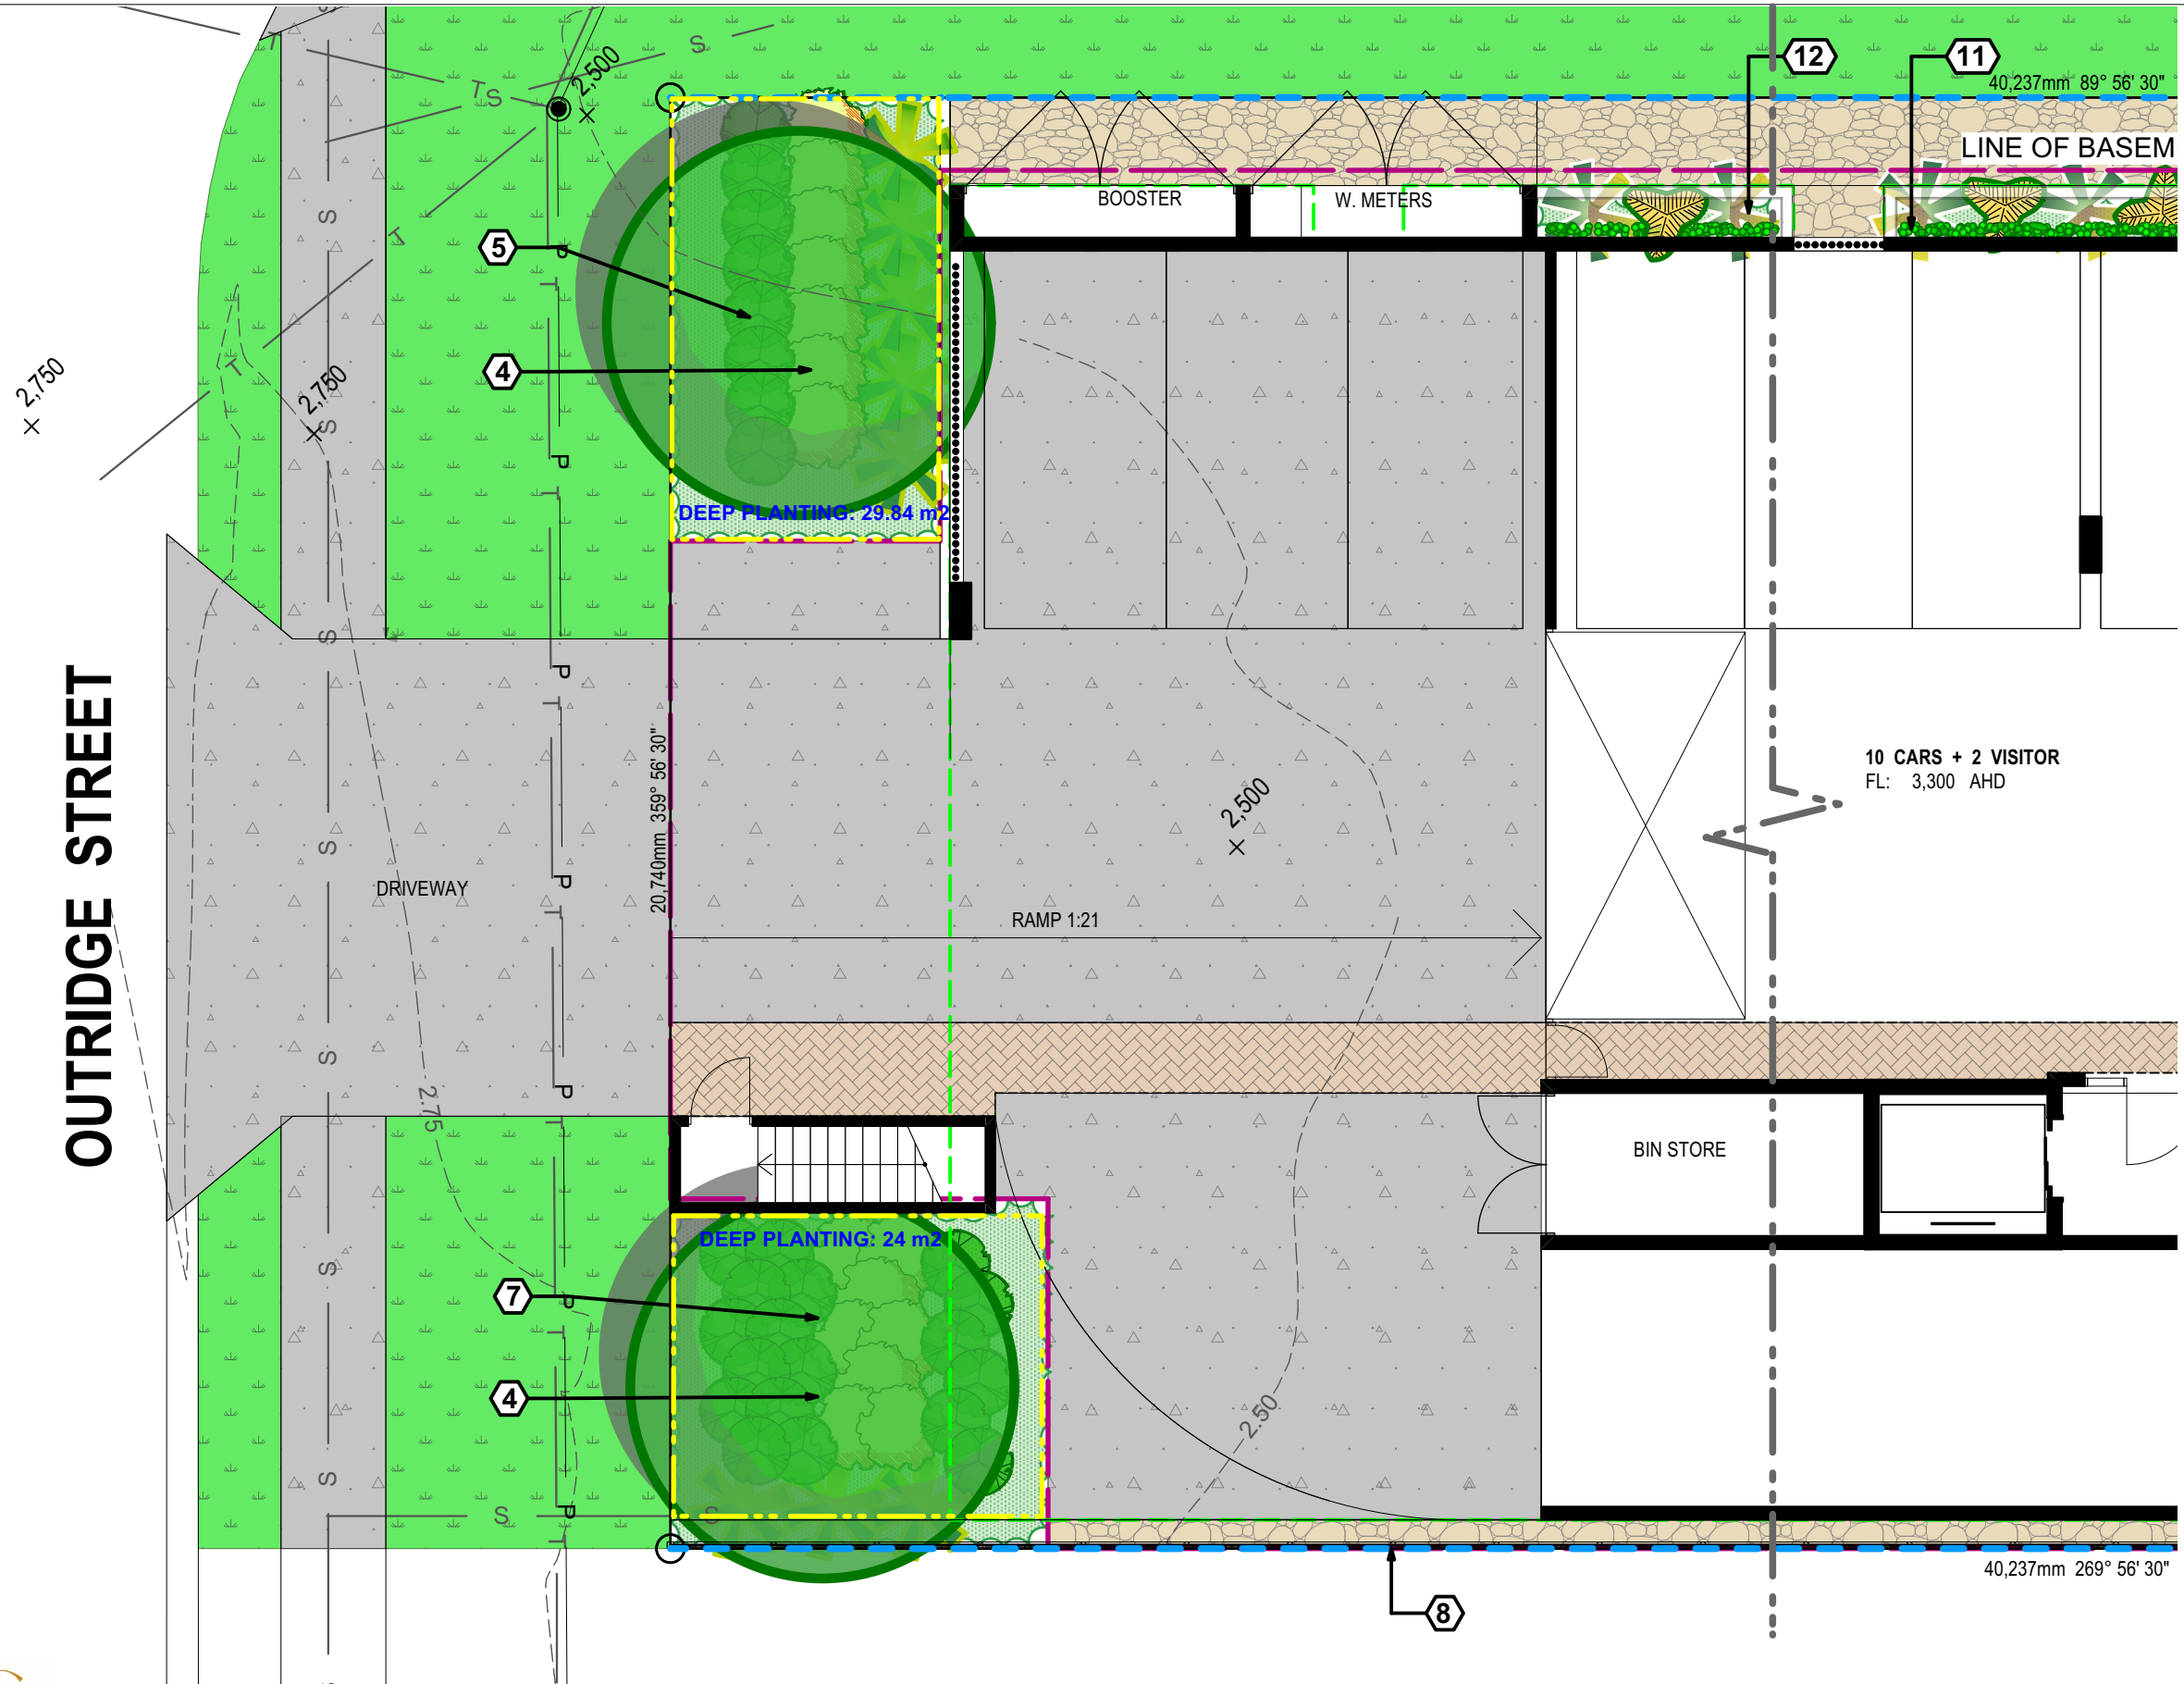 S
T
S
TS
2,500
12
11
40,237mm 89° 56' 30"
LINE OF BASEM
BOOSTER
W. METERS
S
T
5
P
T
4
T
2,750
2,750
S
P
T
DEEP PLANTING: 29.84 m2
S
P
T
OUTRIDGE STREET
20,740mm 359° 56' 30"
10 CARS + 2 VISITOR
FL: 3,300 AHD
2,500
S
DRIVEWAY
P
T
RAMP 1:21
S
2.75
P
T
BIN STORE
DEEP PLANTING: 24 m2
S
7
P
T
4
2.50
S
S
S
P
T
40,237mm 269° 56' 30"
8